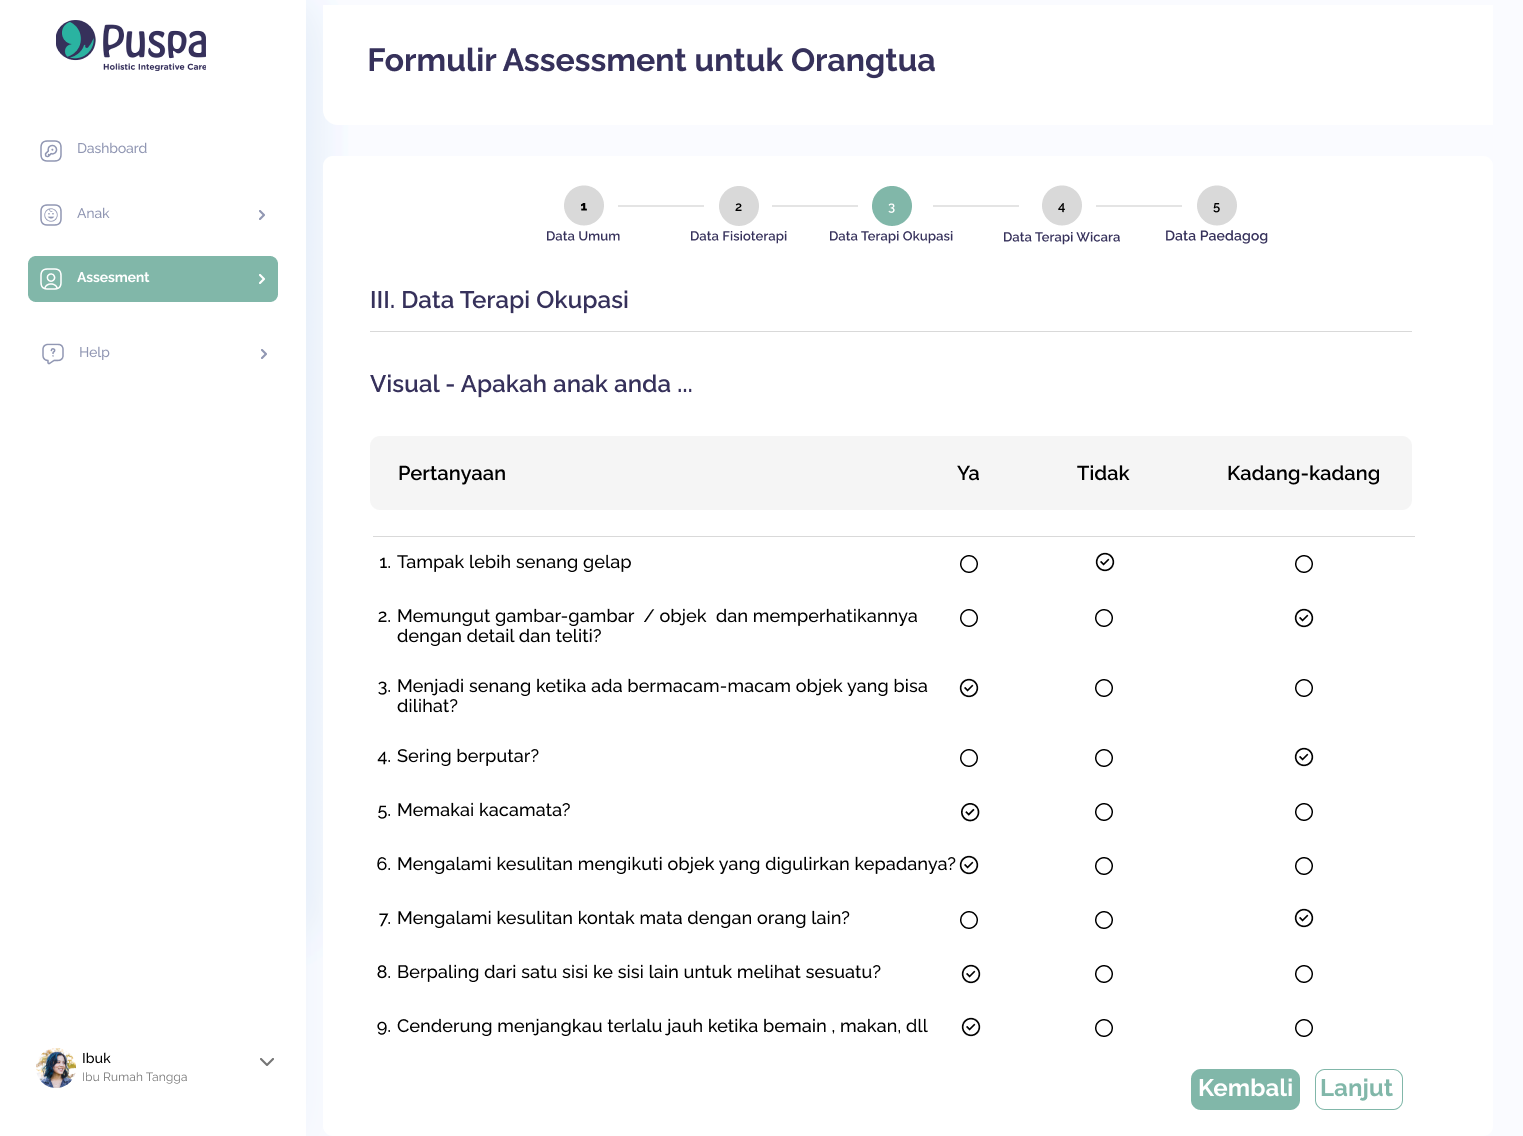 Puspa
Holistic Integrative Care
Dashboard
Anak
Assesment
Help
?
Ibuk
Ibu Rumah Tangga
Formulir Assessment untuk Orangtua
1
2
3
4
5
Data Umum
Data Fisioterapi
Data Terapi Okupasi
Data Terapi Wicara
Data Paedagog
III. Data Terapi Okupasi
Visual - Apakah anak anda ...
Pertanyaan Ya Tidak Kadang-kadang
1. Tampak lebih senang gelap
2. Memungut gambar-gambar / objek dan memperhatikannya
dengan detail dan teliti?
3. Menjadi senang ketika ada bermacam-macam objek yang bisa
dilihat?
4. Sering berputar?
5. Memakai kacamata?
6. Mengalami kesulitan mengikuti objek yang digulirkan kepadanya?
7. Mengalami kesulitan kontak mata dengan orang lain?
8. Berpaling dari satu sisi ke sisi lain untuk melihat sesuatu?
9. Cenderung menjangkau terlalu jauh ketika bemain , makan, dll
Kembali
Lanjut